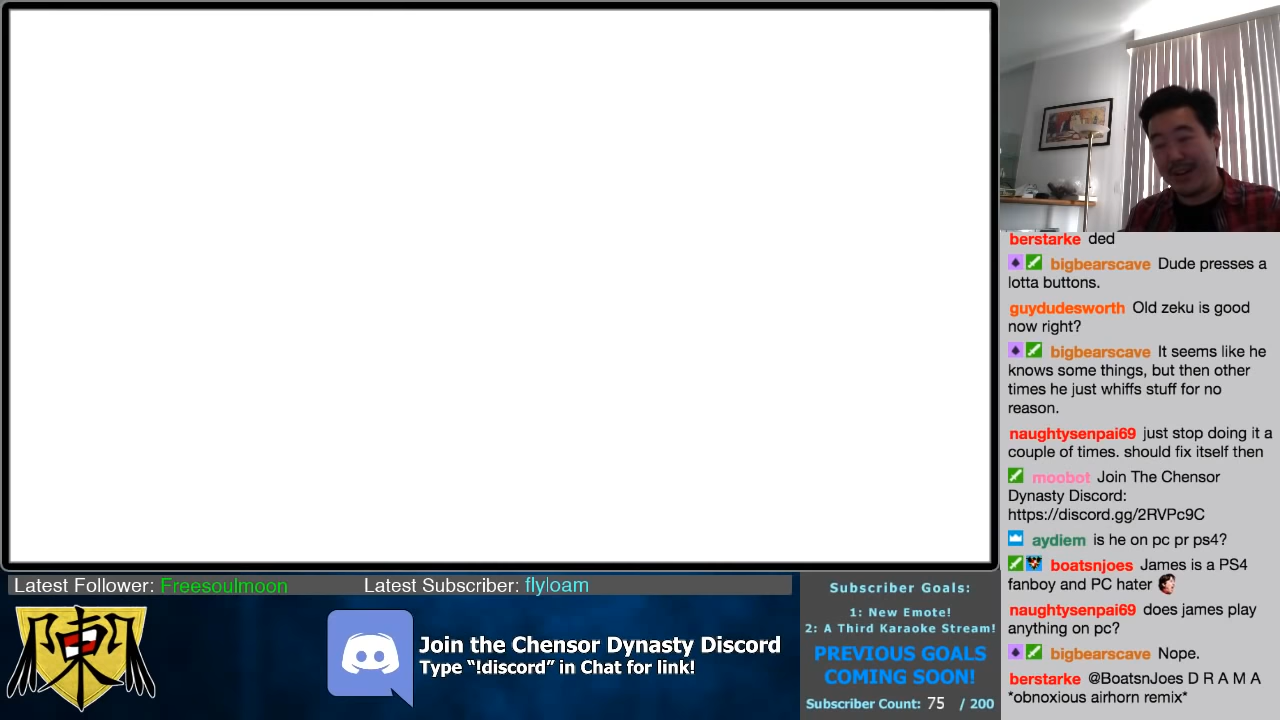 berstarke ded
bigbearscave Dude presses a
lotta buttons.
guydudesworth Old zeku is good
now right?
bigbearscave It seems like he
knows some things, but then other
times he just whiffs stuff for no
reason.
naughtysenpai69 just stop doing it a
couple of times. should fix itself then
moobot Join The Chensor
Dynasty Discord:
https://discord.gg/2RVPc9C
aydiem is he on pc pr ps4?
boatsnjoes James is a PS4
fanboy and PC hater
naughtysenpai69 does james play
anything on pc?
bigbearscave Nope.
berstarke @BoatsnJoes D R A M A
*obnoxious airhorn remix*
Latest Follower: Freesoulmoon
Latest Subscriber: flyloam
Join the Chensor Dynasty Discord
Type "!discord" in Chat for link!
Subscriber Goals:
1: New Emote!
2: A Third Karaoke Stream!
PREVIOUS GOALS
COMING SOON!
Subscriber Count: 75 / 200